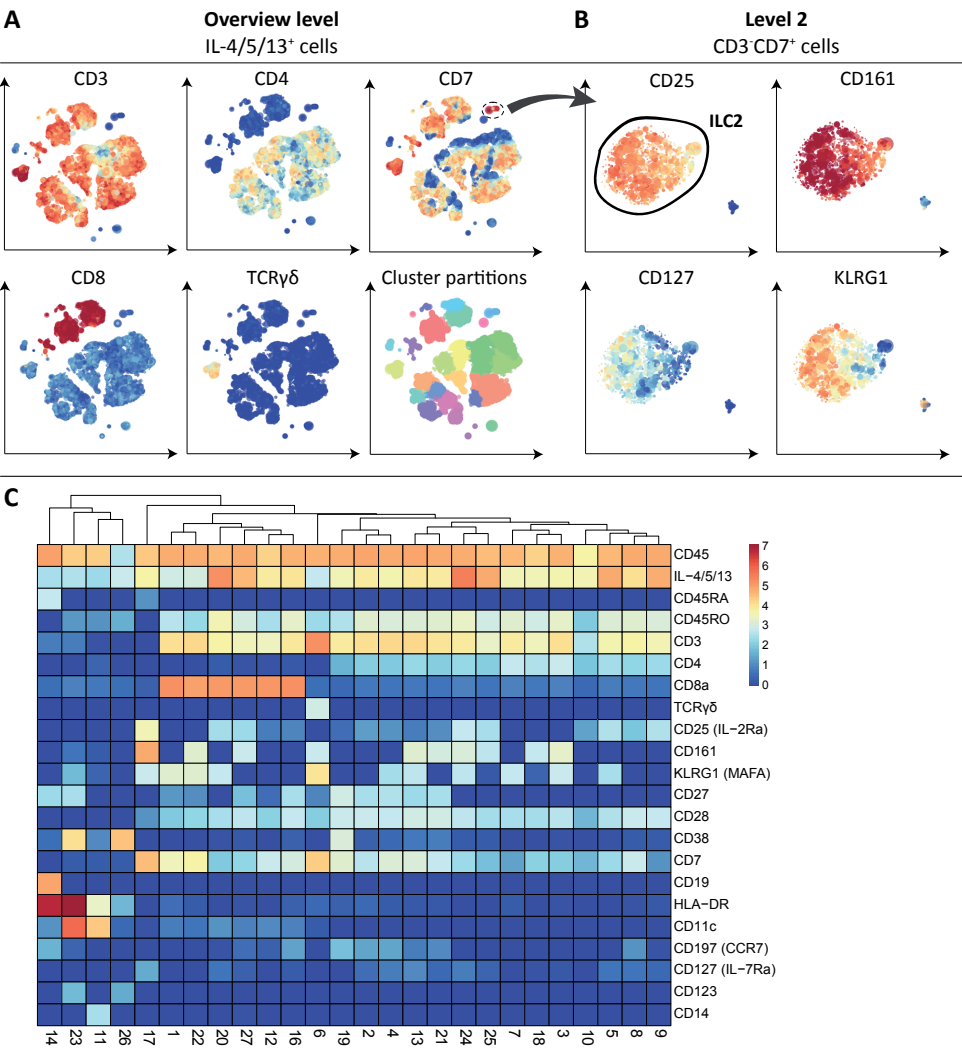 A
Overview level
IL-4/5/13+ cells
B
Level 2
CD3-CD7+ cells
CD3
CD4
CD7
CD25
CD161
ILC2
CD8
TCRγδ
Cluster partitions
CD127
KLRG1
C
CD45
IL−4/5/13
CD45RA
CD45RO
CD3
CD4
CD8a
TCRγδ
CD25 (IL−2Ra)
CD161
KLRG1 (MAFA)
CD27
CD28
CD38
CD7
CD19
HLA−DR
CD11c
CD197 (CCR7)
CD127 (IL−7Ra)
CD123
CD14
7
6
5
4
3
2
1
0
14 23 11 26 17 1 22 20 27 12 16 6 19 2 4 13 21 24 25 7 18 3 10 5 8 9